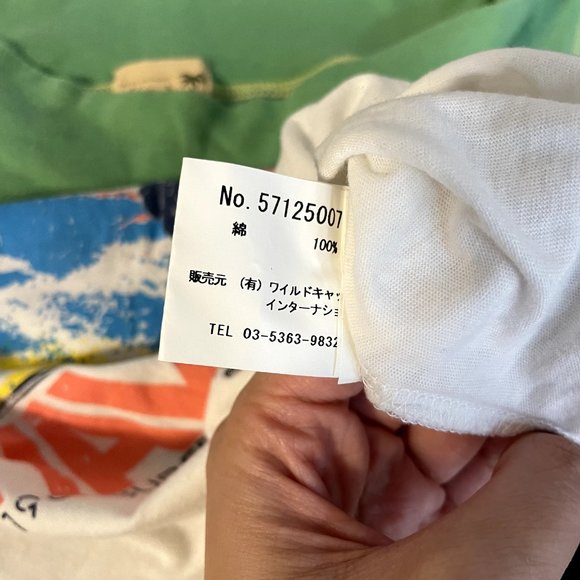 No. 57125007
綿
100%
販売元 (有) ワイルドキャッ
インターナショ
TEL 03-5363-9832